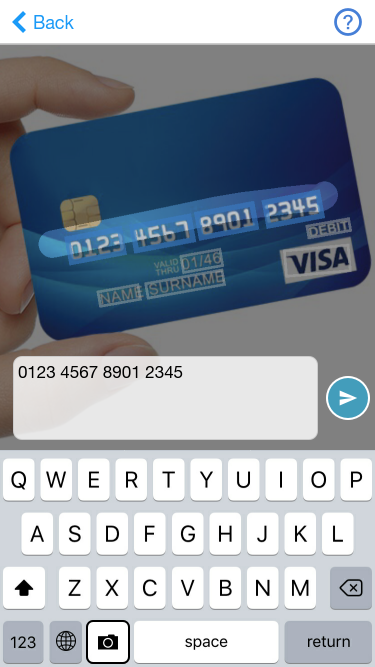 Back
?
0123 4567 8901 2345
DEBIT
VALID THRU 01/46
VISA
NAME SURNAME
0123 4567 8901 2345
Q W E R T Y U I O P
A S D F G H J K L
Z X C V B N M
123 space return